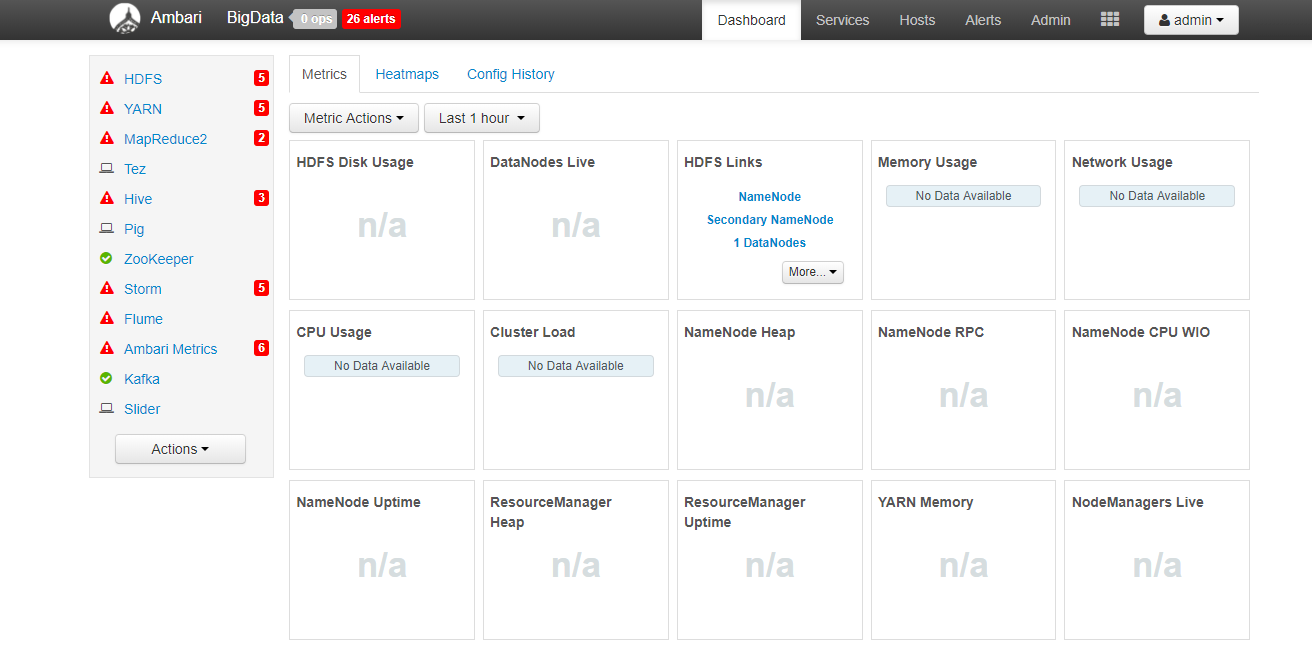 Ambari BigData 0 ops 26 alerts Dashboard Services Hosts Alerts Admin admin
HDFS 5
YARN 5
MapReduce2 2
Tez
Hive 3
Pig
ZooKeeper
Storm 5
Flume
Ambari Metrics 6
Kafka
Slider
Actions
Metrics Heatmaps Config History
Metric Actions Last 1 hour
HDFS Disk Usage
n/a
DataNodes Live
n/a
HDFS Links
NameNode
Secondary NameNode
1 DataNodes
More...
Memory Usage
No Data Available
Network Usage
No Data Available
CPU Usage
No Data Available
Cluster Load
No Data Available
NameNode Heap
n/a
NameNode RPC
n/a
NameNode CPU WIO
n/a
NameNode Uptime
n/a
ResourceManager
Heap
n/a
ResourceManager
Uptime
n/a
YARN Memory
n/a
NodeManagers Live
n/a